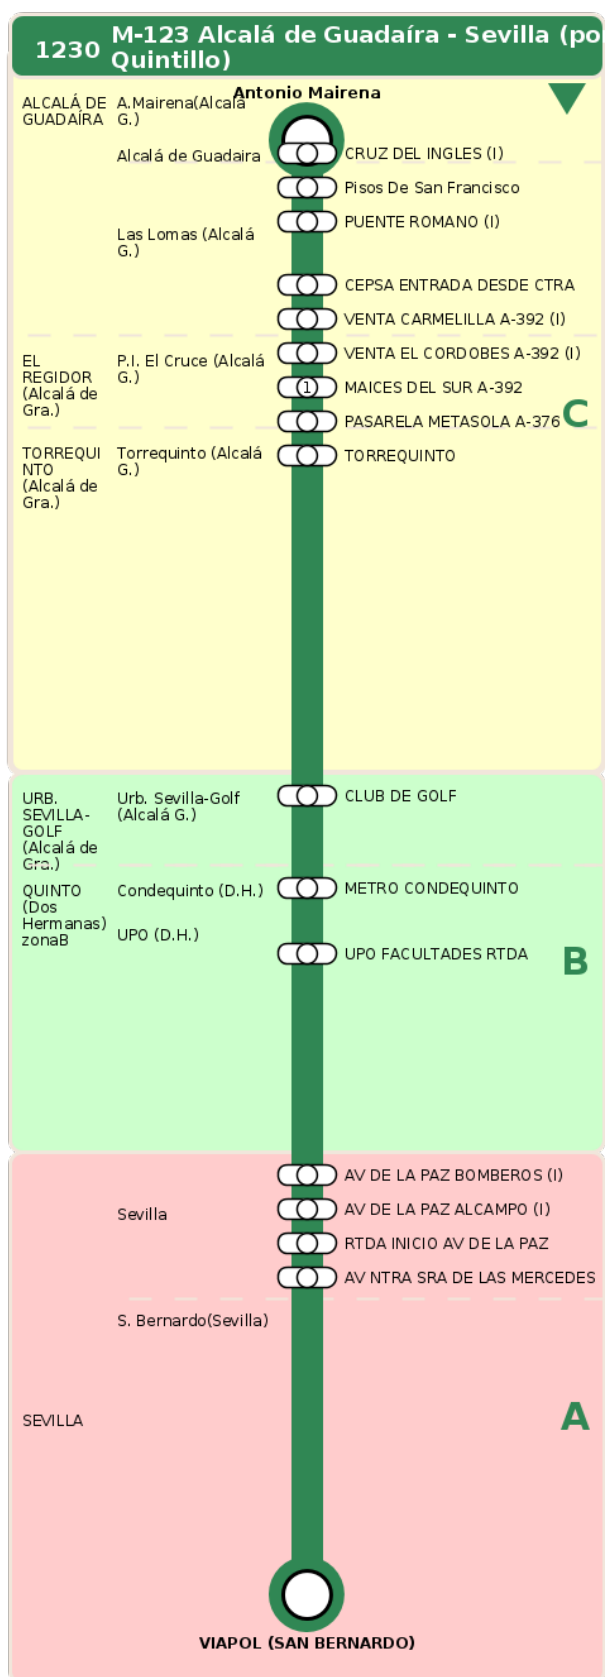 1230
M-123 Alcalá de Guadaíra - Sevilla (po
Quintillo)
Antonio Mairena
ALCALÁ DE
GUADAÍRA
A.Mairena(Alcalá
G.)
Alcalá de Guadaira
CRUZ DEL INGLES (I)
Pisos De San Francisco
PUENTE ROMANO (I)
Las Lomas (Alcalá
G.)
CEPSA ENTRADA DESDE CTRA
VENTA CARMELILLA A-392 (I)
EL
REGIDOR
(Alcalá de
Gra.)
P.I. El Cruce (Alcalá
G.)
VENTA EL CORDOBES A-392 (I)
1
MAICES DEL SUR A-392
PASARELA METASOLA A-376
C
TORREQUI
NTO
(Alcalá de
Gra.)
Torrequinto (Alcalá
G.)
TORREQUINTO
URB.
SEVILLA-
GOLF
(Alcalá de
Gra.)
Urb. Sevilla-Golf
(Alcalá G.)
CLUB DE GOLF
QUINTO
(Dos
Hermanas)
zonaB
Condequinto (D.H.)
METRO CONDEQUINTO
UPO (D.H.)
UPO FACULTADES RTDA
B
AV DE LA PAZ BOMBEROS (I)
Sevilla
AV DE LA PAZ ALCAMPO (I)
RTDA INICIO AV DE LA PAZ
AV NTRA SRA DE LAS MERCEDES
S. Bernardo(Sevilla)
SEVILLA
A
VIAPOL (SAN BERNARDO)